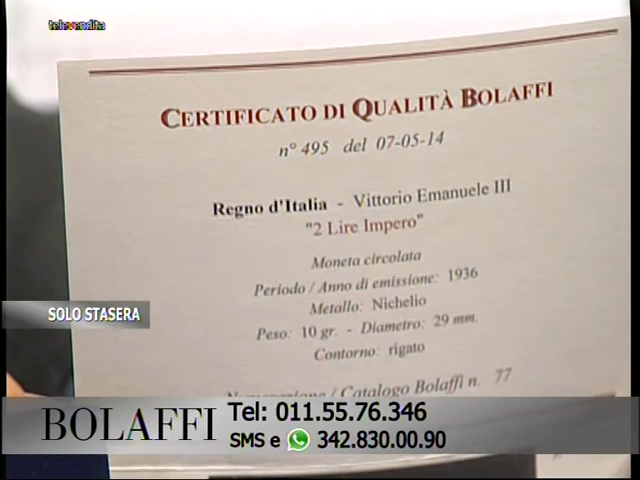 televendita
CERTIFICATO DI QUALITÀ BOLAFFI
n° 495 del 07-05-14
Regno d'Italia - Vittorio Emanuele III
"2 Lire Impero"
Moneta circolata
Periodo / Anno di emissione: 1936
Metallo: Nichelio
Peso: 10 gr. - Diametro: 29 mm.
Contorno: rigato
Numerazione / Catalogo Bolaffi n. 77
SOLO STASERA
BOLAFFI
Tel: 011.55.76.346
SMS e 342.830.00.90